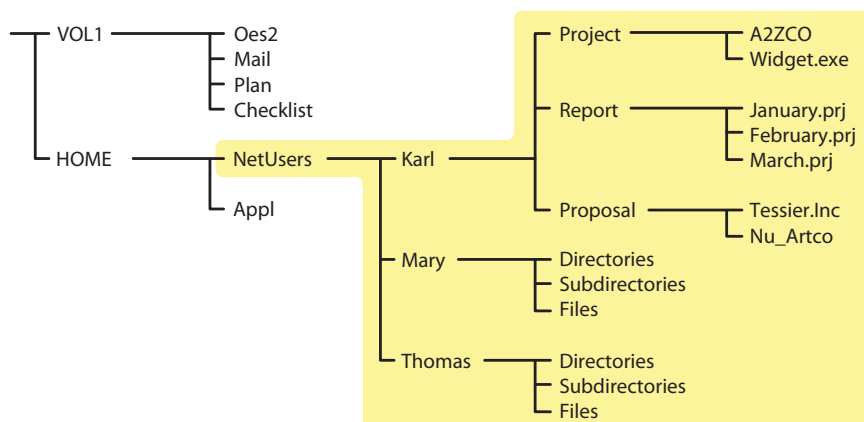 VOL1
Oes2
Mail
Plan
Checklist
HOME
NetUsers
Appl
Karl
Project
A2ZCO
Widget.exe
Report
January.prj
February.prj
March.prj
Proposal
Tessier.Inc
Nu_Artco
Mary
Directories
Subdirectories
Files
Thomas
Directories
Subdirectories
Files